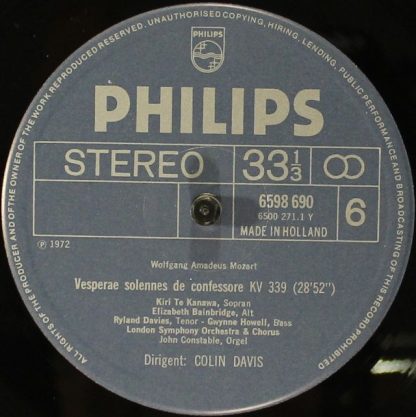 UNAUTHORISED COPYING, HIRING, LENDING, PUBLIC PERFORMANCE AND BROADCASTING OF THIS RECORD PROHIBITED
ALL RIGHTS OF THE PRODUCER AND OF THE OWNER OF THE WORK REPRODUCED RESERVED.
PHILIPS
PHILIPS
STEREO
33 1/3
6598 690
6500 271.1 Y
MADE IN HOLLAND
6
℗ 1972
Wolfgang Amadeus Mozart
Vesperae solennes de confessore KV 339 (28'52")
Kiri Te Kanawa, Sopran
Elizabeth Bainbridge, Alt
Ryland Davies, Tenor - Gwynne Howell, Bass
London Symphony Orchestra & Chorus
John Constable, Orgel
Dirigent: COLIN DAVIS